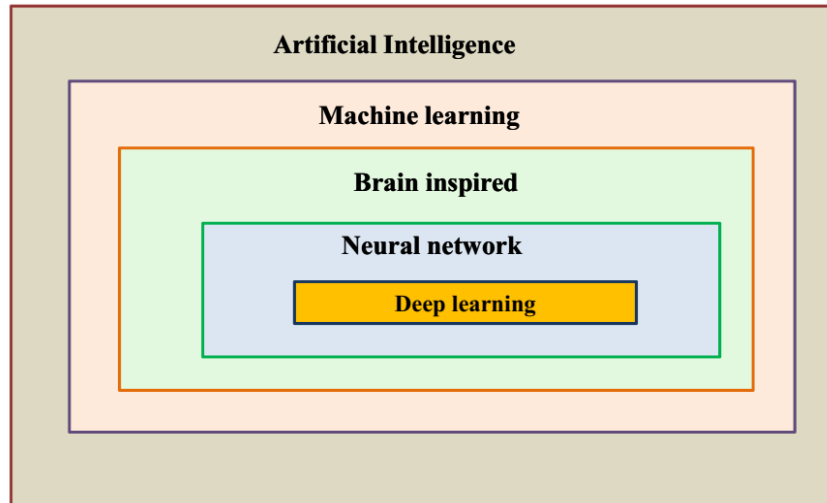 Artificial Intelligence
Machine learning
Brain inspired
Neural network
Deep learning